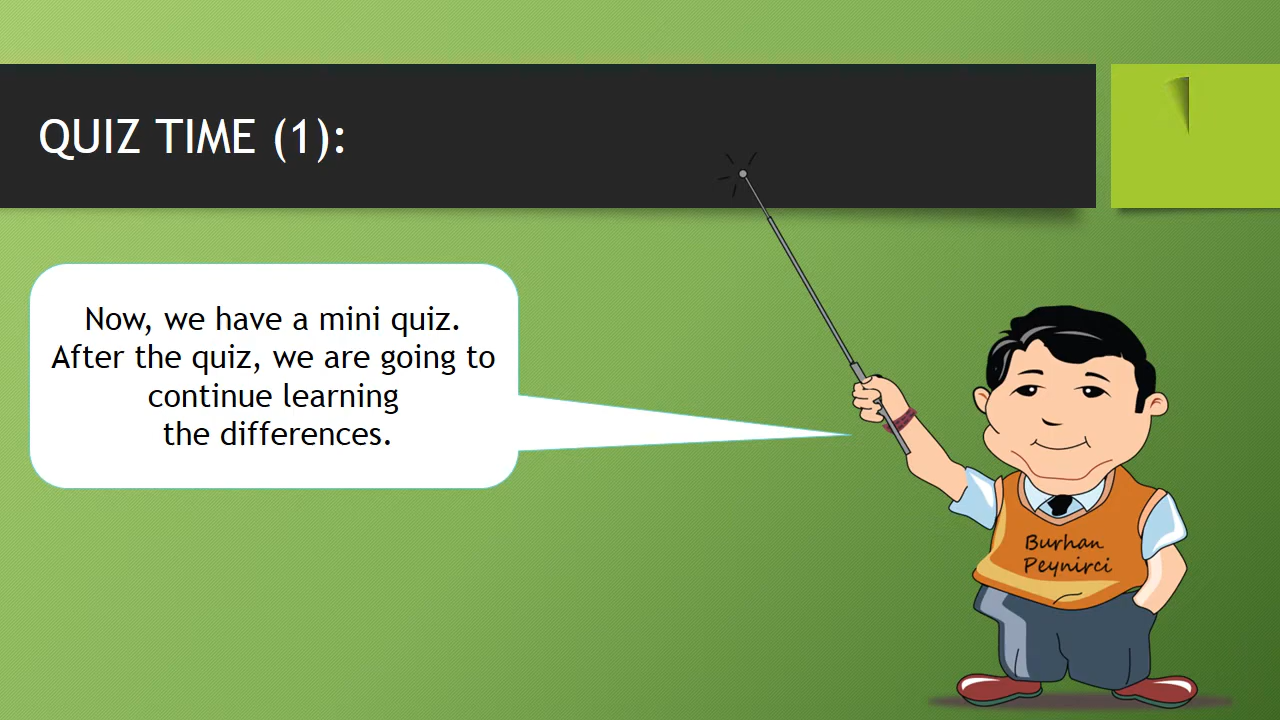 QUIZ TIME (1):
Now, we have a mini quiz.
After the quiz, we are going to
continue learning
the differences.
Burhan
Peynirci